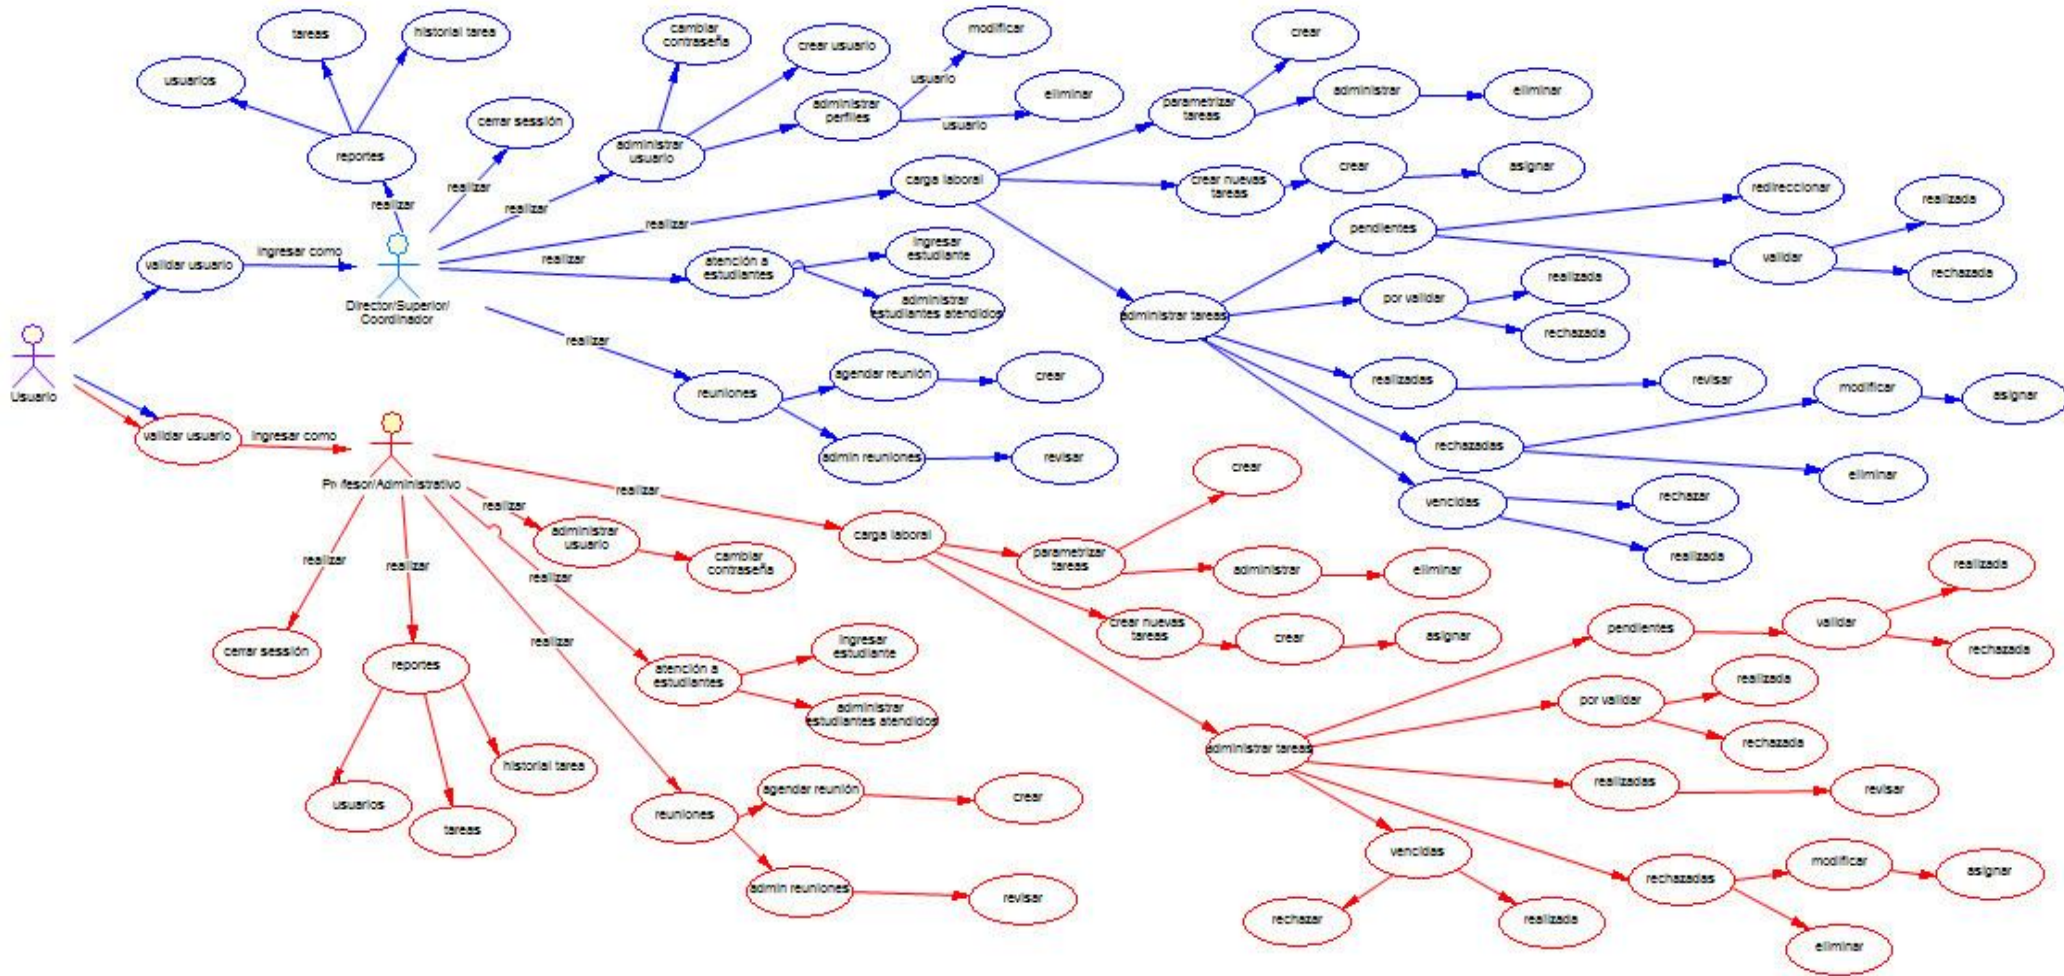 tareas
historial tarea
usuarios
reportes
realizar
cerrar sessión
realizar
cambiar
contraseña
crear usuario
modificar
usuario
administrar
perfiles
eliminar
usuario
administrar
usuario
realizar
crear
parametrizar
tareas
administrar
eliminar
carga laboral
realizar
crear nuevas
tareas
crear
asignar
pendientes
redireccionar
realizada
validar
rechazada
validar usuario
ingresar como
Director/Superior/
Coordinador
realizar
atención a
estudiantes
ingresar
estudiante
administrar
estudiantes atendidos
administrar tareas
por validar
realizada
rechazada
realizar
reuniones
agendar reunión
crear
admin reuniones
revisar
realizadas
revisar
rechazadas
modificar
asignar
eliminar
vencidas
rechazar
realizada
Usuario
validar usuario
ingresar como
Profesor/Administrativo
realizar
cerrar sessión
realizar
reportes
usuarios
tareas
historial tarea
realizar
administrar
usuario
cambiar
contraseña
realizar
atención a
estudiantes
ingresar
estudiante
administrar
estudiantes atendidos
realizar
reuniones
agendar reunión
crear
admin reuniones
revisar
realizar
carga laboral
crear
parametrizar
tareas
administrar
eliminar
crear nuevas
tareas
crear
asignar
administrar tareas
pendientes
validar
realizada
rechazada
por validar
realizada
rechazada
realizadas
revisar
vencidas
rechazar
realizada
rechazadas
modificar
asignar
eliminar